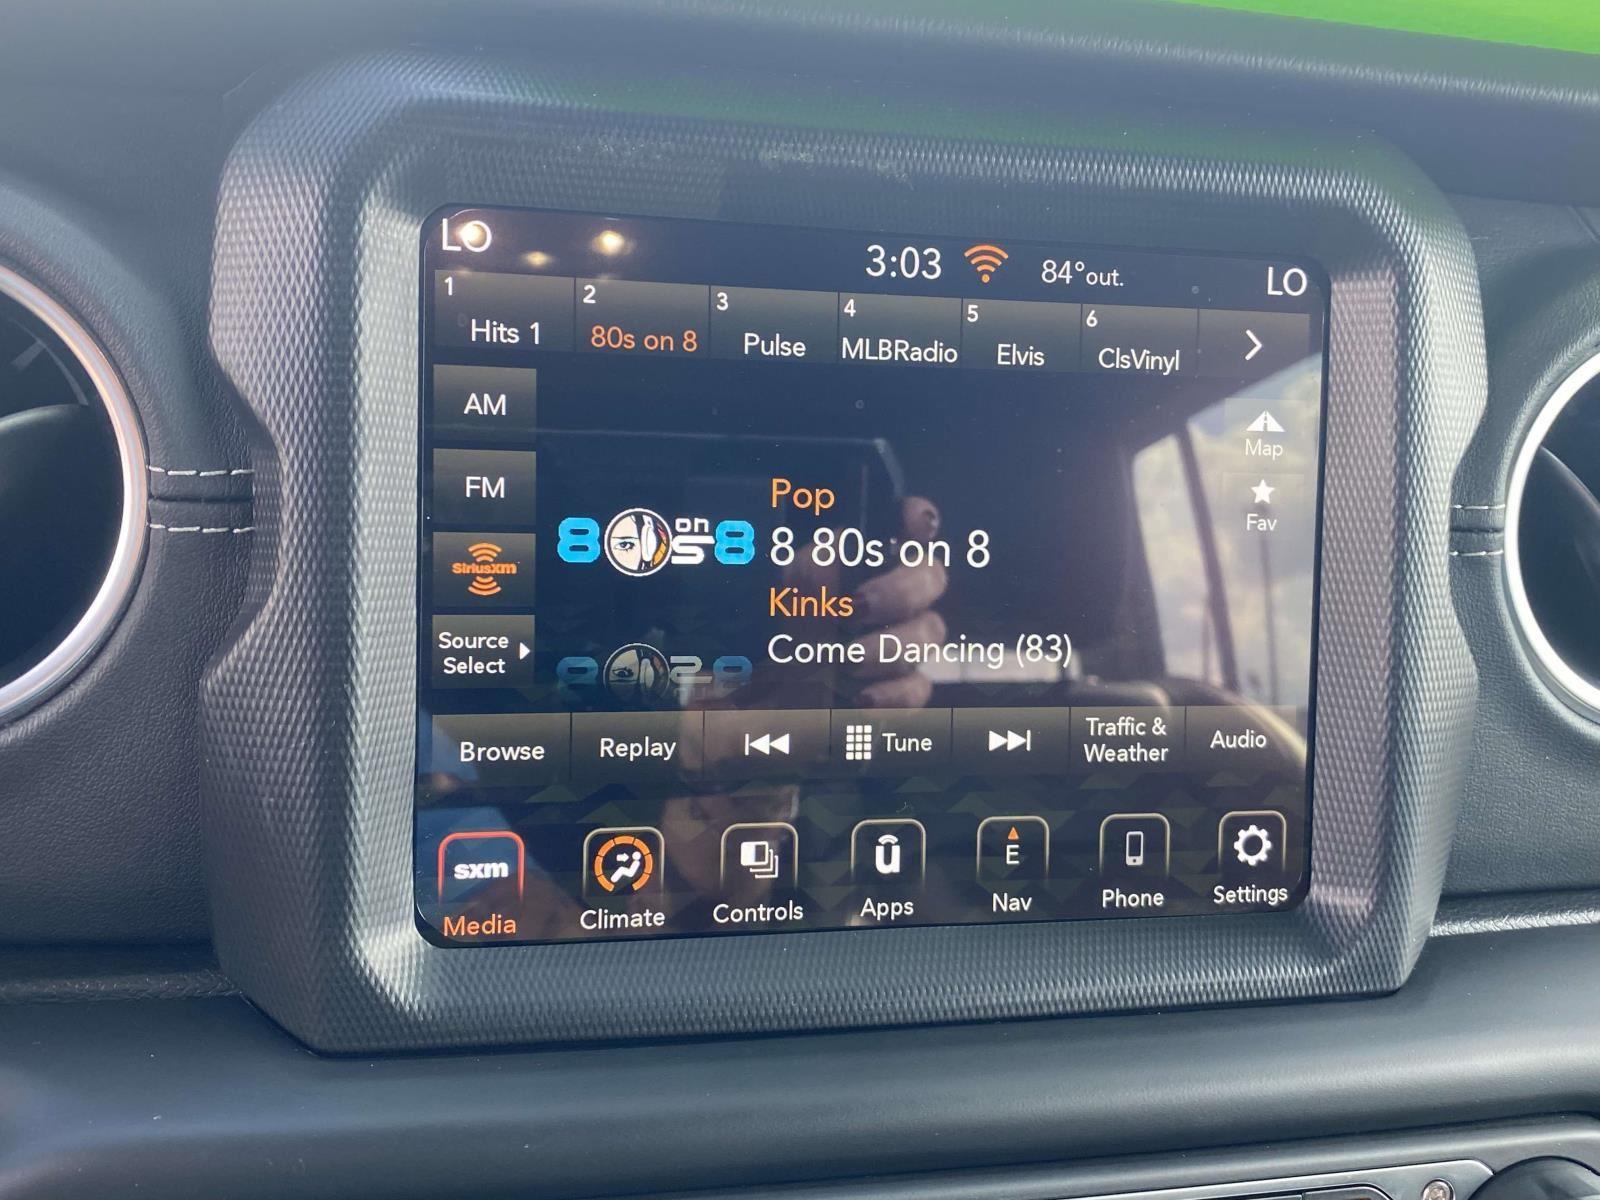 LO 3:03 84°out. LO
1 2 3 4 5 6
Hits 1 80s on 8 Pulse MLBRadio Elvis ClsVinyl
AM
Map
FM
Fav
Pop
80s on 8
8 80s on 8
SiriusXM
Kinks
Source
Select
Come Dancing (83)
Browse Replay Tune Traffic &
Weather Audio
sxm û E
Media Climate Controls Apps Nav Phone Settings